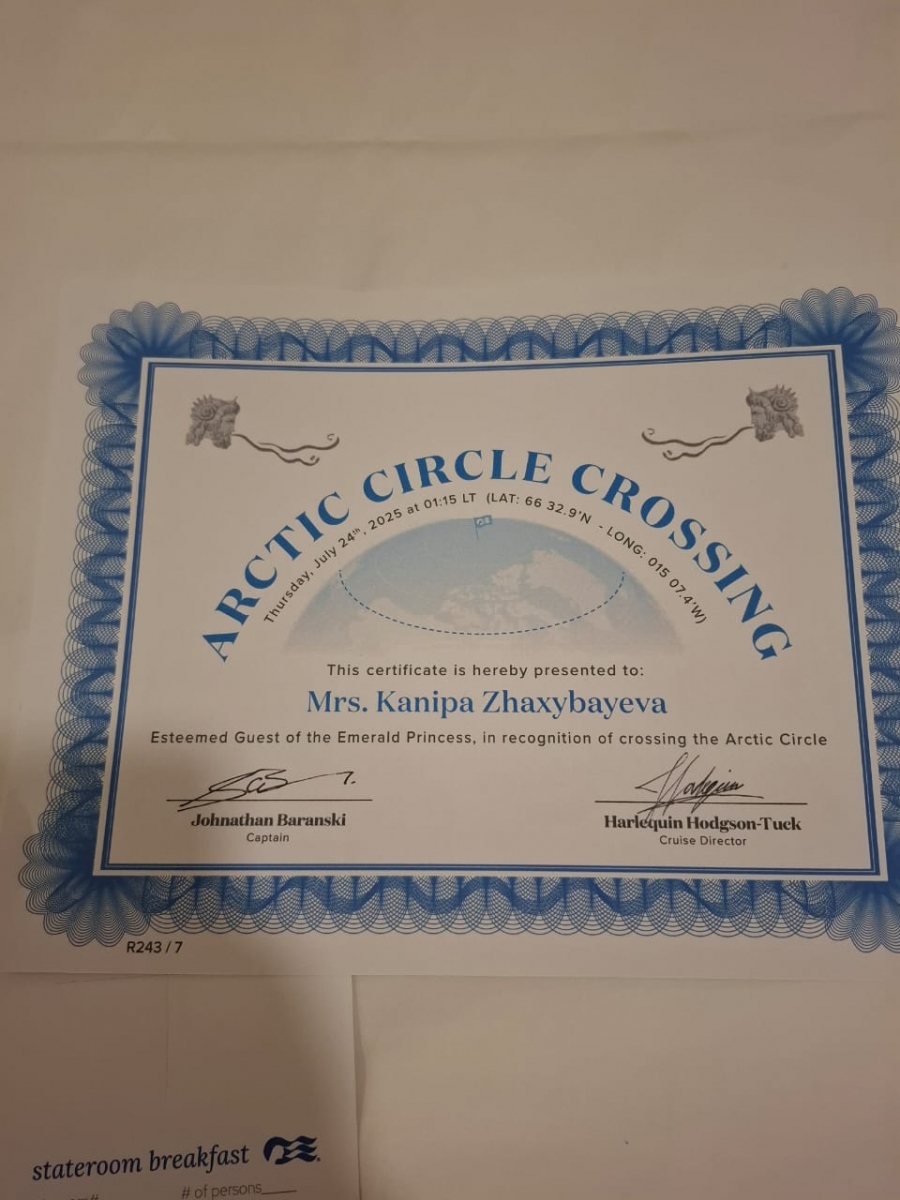 ARCTIC CIRCLE CROSSING
Thursday, July 24th, 2025 at 01:15 LT (LAT: 66 32.9'N - LONG: 015 07.4'W)
This certificate is hereby presented to:
Mrs. Kanipa Zhaxybayeva
Esteemed Guest of the Emerald Princess, in recognition of crossing the Arctic Circle
Johnathan Baranski
Captain
Harlequin Hodgson-Tuck
Cruise Director
R243 / 7
stateroom breakfast
# of persons